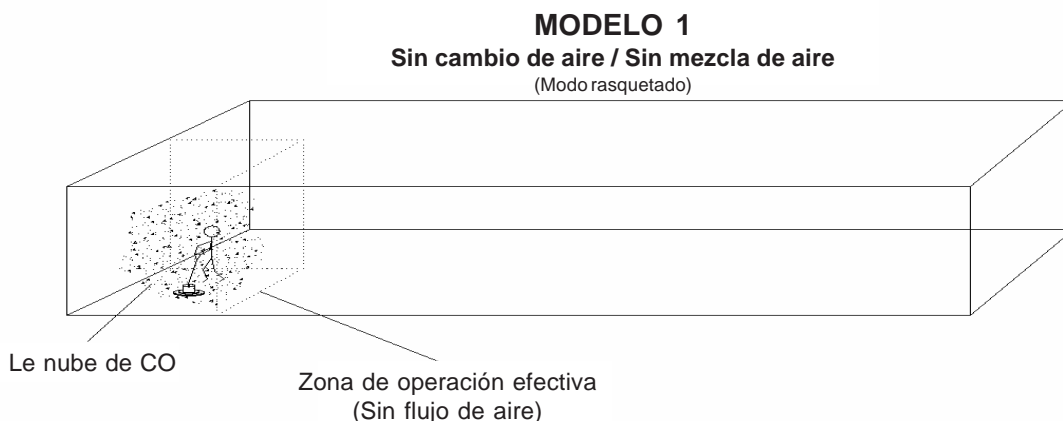 MODELO 1
Sin cambio de aire / Sin mezcla de aire
(Modo rasquetado)
Le nube de CO
Zona de operación efectiva
(Sin flujo de aire)